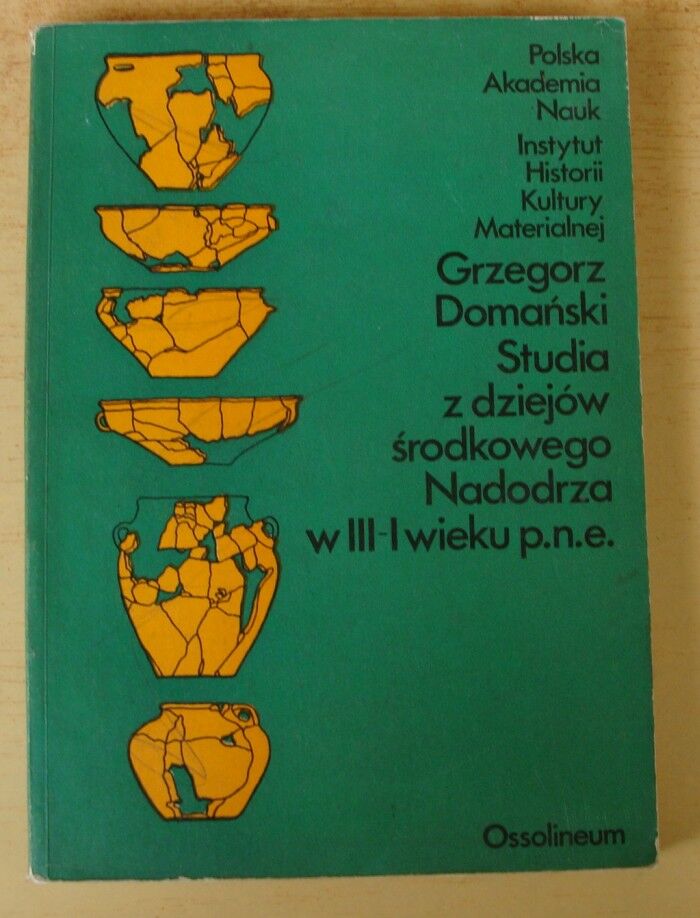 Polska
Akademia
Nauk
Instytut
Historii
Kultury
Materialnej
Grzegorz
Domański
Studia
z dziejów
środkowego
Nadodrza
w III-I wieku p.n.e.
Ossolineum